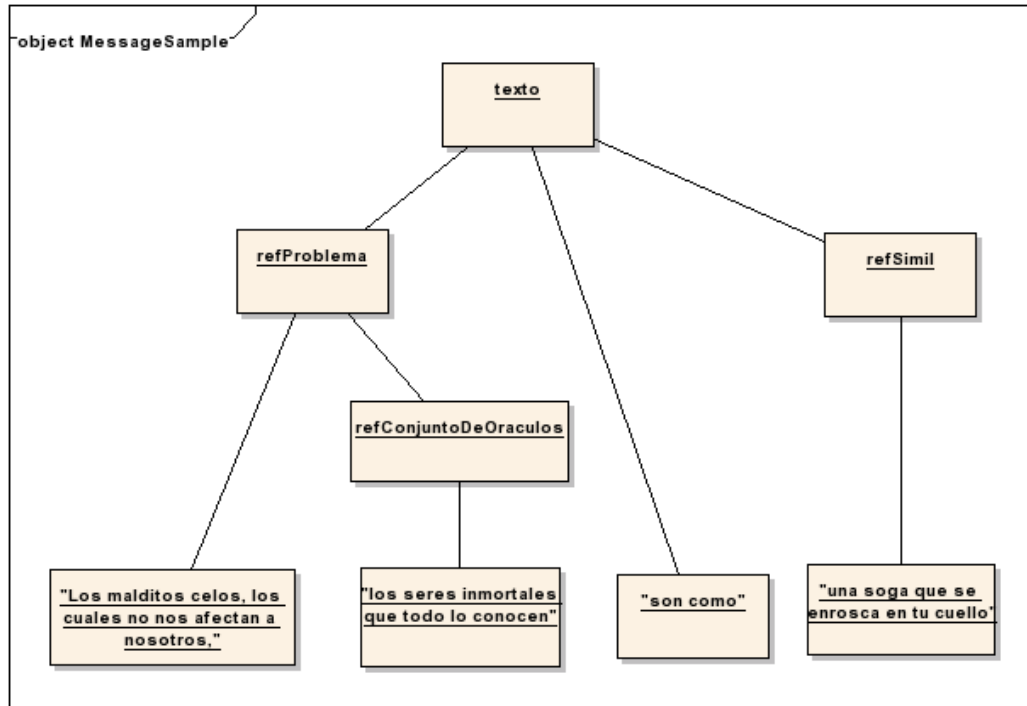 object MessageSample
texto
refProblema
refSimil
refConjuntoDeOraculos
"Los malditos celos, los
cuales no nos afectan a
nosotros,"
"los seres inmortales
que todo lo conocen"
"son como"
"una soga que se
enrosca en tu cuello"